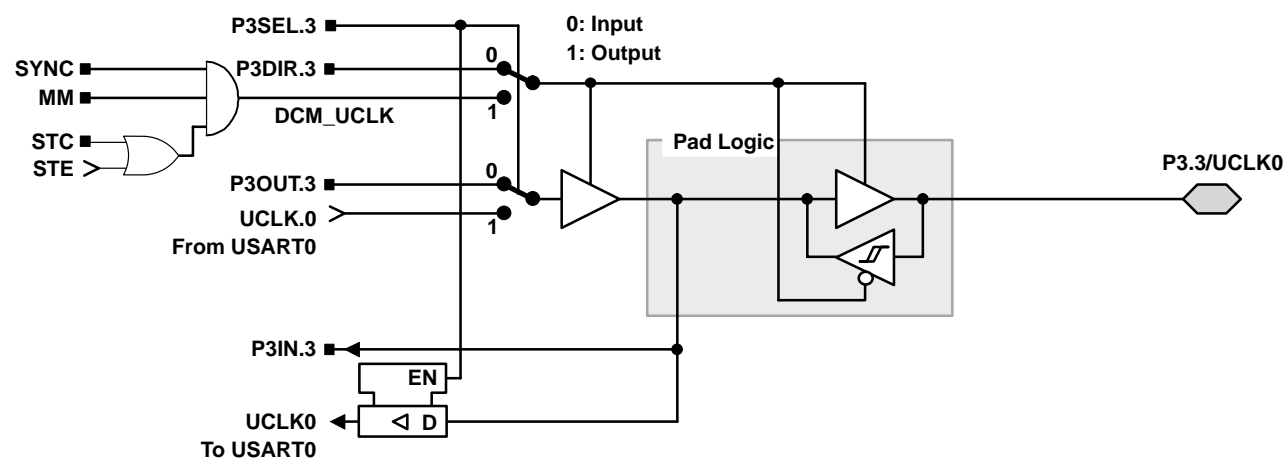 P3SEL.3
0: Input
1: Output
SYNC
P3DIR.3
0
MM
DCM_UCLK
1
STC
STE
Pad Logic
P3.3/UCLK0
P3OUT.3
0
UCLK.0
1
From USART0
P3IN.3
EN
UCLK0
D
To USART0